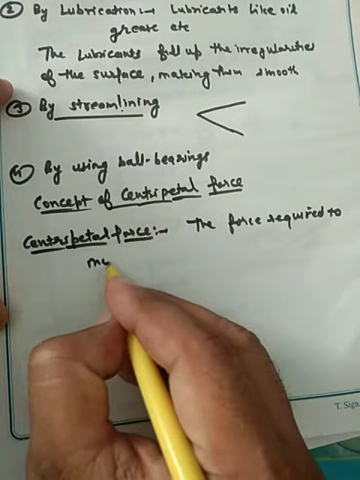 ② By Lubrication:- Lubricants like oil
grease etc
The Lubricants fill up the irregularities
of the surface, making them smooth
③ By streamlining
④ By using ball-bearings
Concept of Centripetal force
Centripetal force:- The force required to
T. Sign